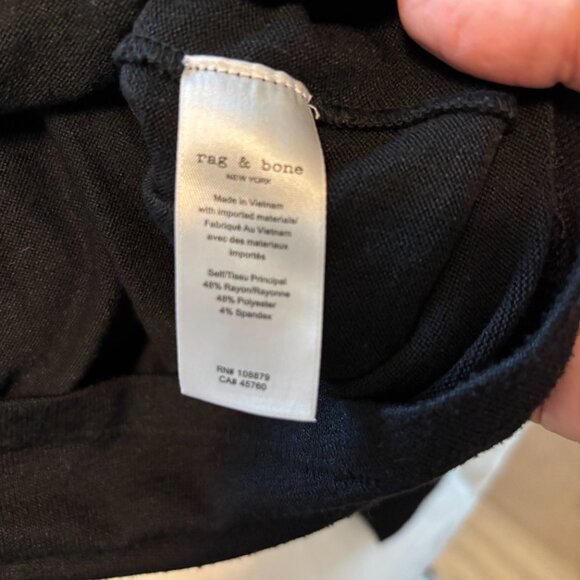 rag & bone
NEW YORK
Made in Vietnam
with imported materials/
Fabriqué Au Vietnam
avec des materiaux
importés
Self/Tissu Principal
48% Rayon/Rayonne
48% Polyester
4% Spandex
RN# 108879
CA# 45760